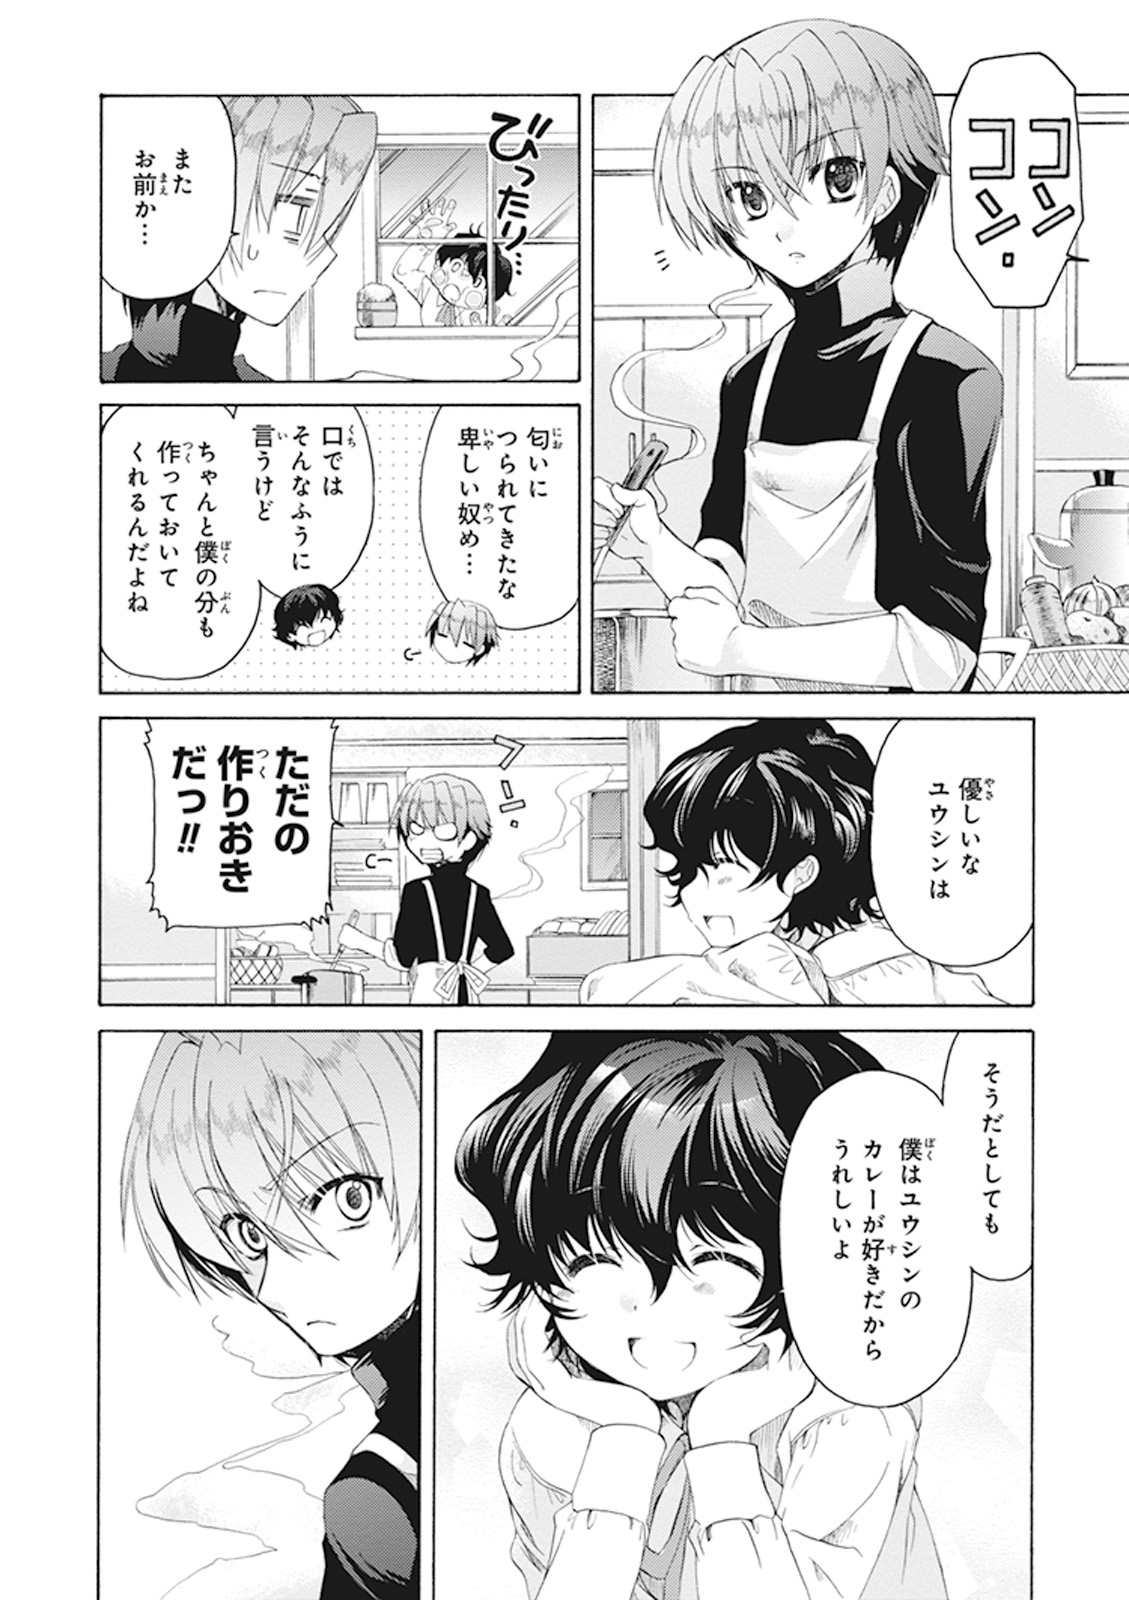 コン
コン。
びったり…
また
お前か…
匂いに
つられてきたな
卑しい奴め…
口では
そんなふうに
言うけど
ちゃんと僕の分も
作っておいて
くれるんだよね
優しいな
ユウシンは
フン。
ただの
作りおき
だっ!!
そうだとしても
僕はユウシンの
カレーが好きだから
うれしいよ